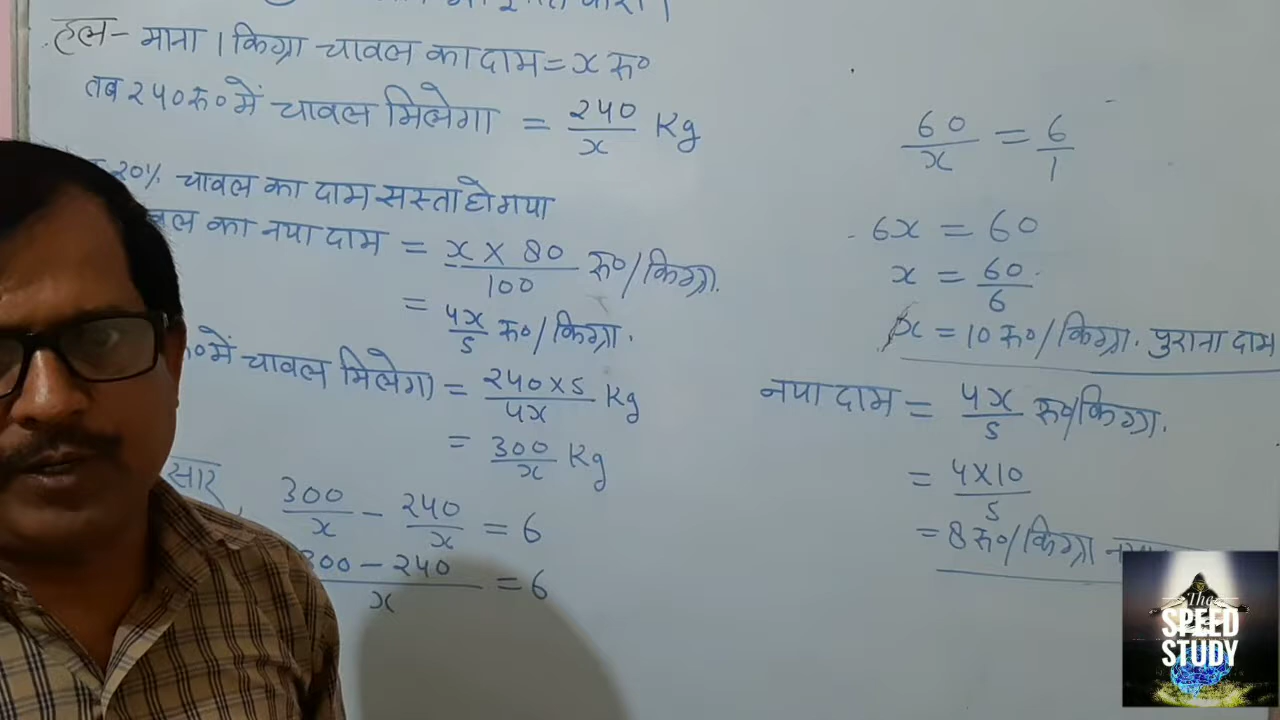 हल- माना 1 किग्रा चावल का दाम = x रु०
तब 240 रु० में चावल मिलेगा = 240/x Kg
20% चावल का दाम सस्ता हो गया
का नया दाम = x × 80/100 रु०/किग्रा.
= 4x/5 रु०/किग्रा.
में चावल मिलेगा = 240×5/4x Kg
= 300/x Kg
सार
300/x - 240/x = 6
300 - 240/x = 6
60/x = 6/1
6x = 60
x = 60/6
x = 10 रु०/किग्रा. पुराना दाम
नया दाम = 4x/5 रु०/किग्रा.
= 4×10/5
= 8 रु०/किग्रा
The
SPEED
STUDY